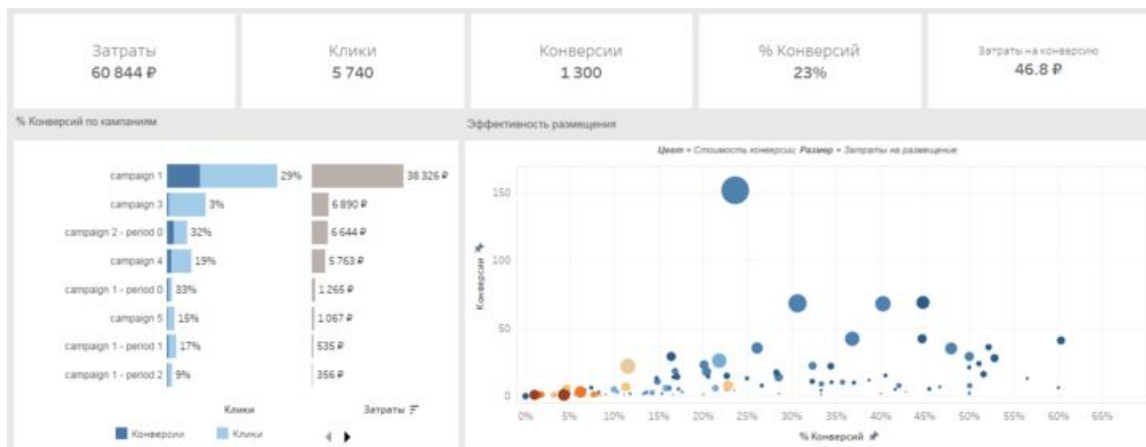 Затраты
60 844 ₽
Клики
5 740
Конверсии
1 300
% Конверсий
23%
Затраты на конверсию
46.8 ₽
% Конверсий по кампаниям
campaign 1 29% 38 326 ₽
campaign 3 3% 6 890 ₽
campaign 2 - period 0 32% 6 644 ₽
campaign 4 19% 5 763 ₽
campaign 1 - period 0 33% 1 265 ₽
campaign 5 15% 1 067 ₽
campaign 1 - period 1 17% 535 ₽
campaign 1 - period 2 9% 356 ₽
Клики Затраты
Конверсии Клики
Эффективность размещения
Цвет = Стоимость конверсии; Размер = Затраты на размещение
Конверсии
150
100
50
0
0% 5% 10% 15% 20% 25% 30% 35% 40% 45% 50% 55% 60% 65%
% Конверсий